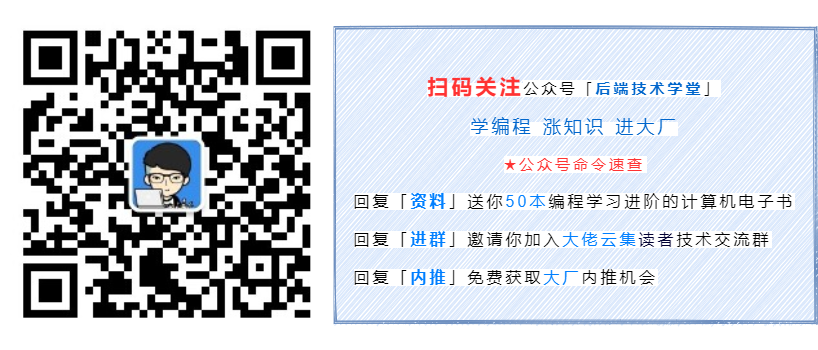 扫码关注公众号「后端技术学堂」
学编程 涨知识 进大厂
★公众号命令速查
回复「资料」送你50本编程学习进阶的计算机电子书
回复「进群」邀请你加入大佬云集读者技术交流群
回复「内推」免费获取大厂内推机会